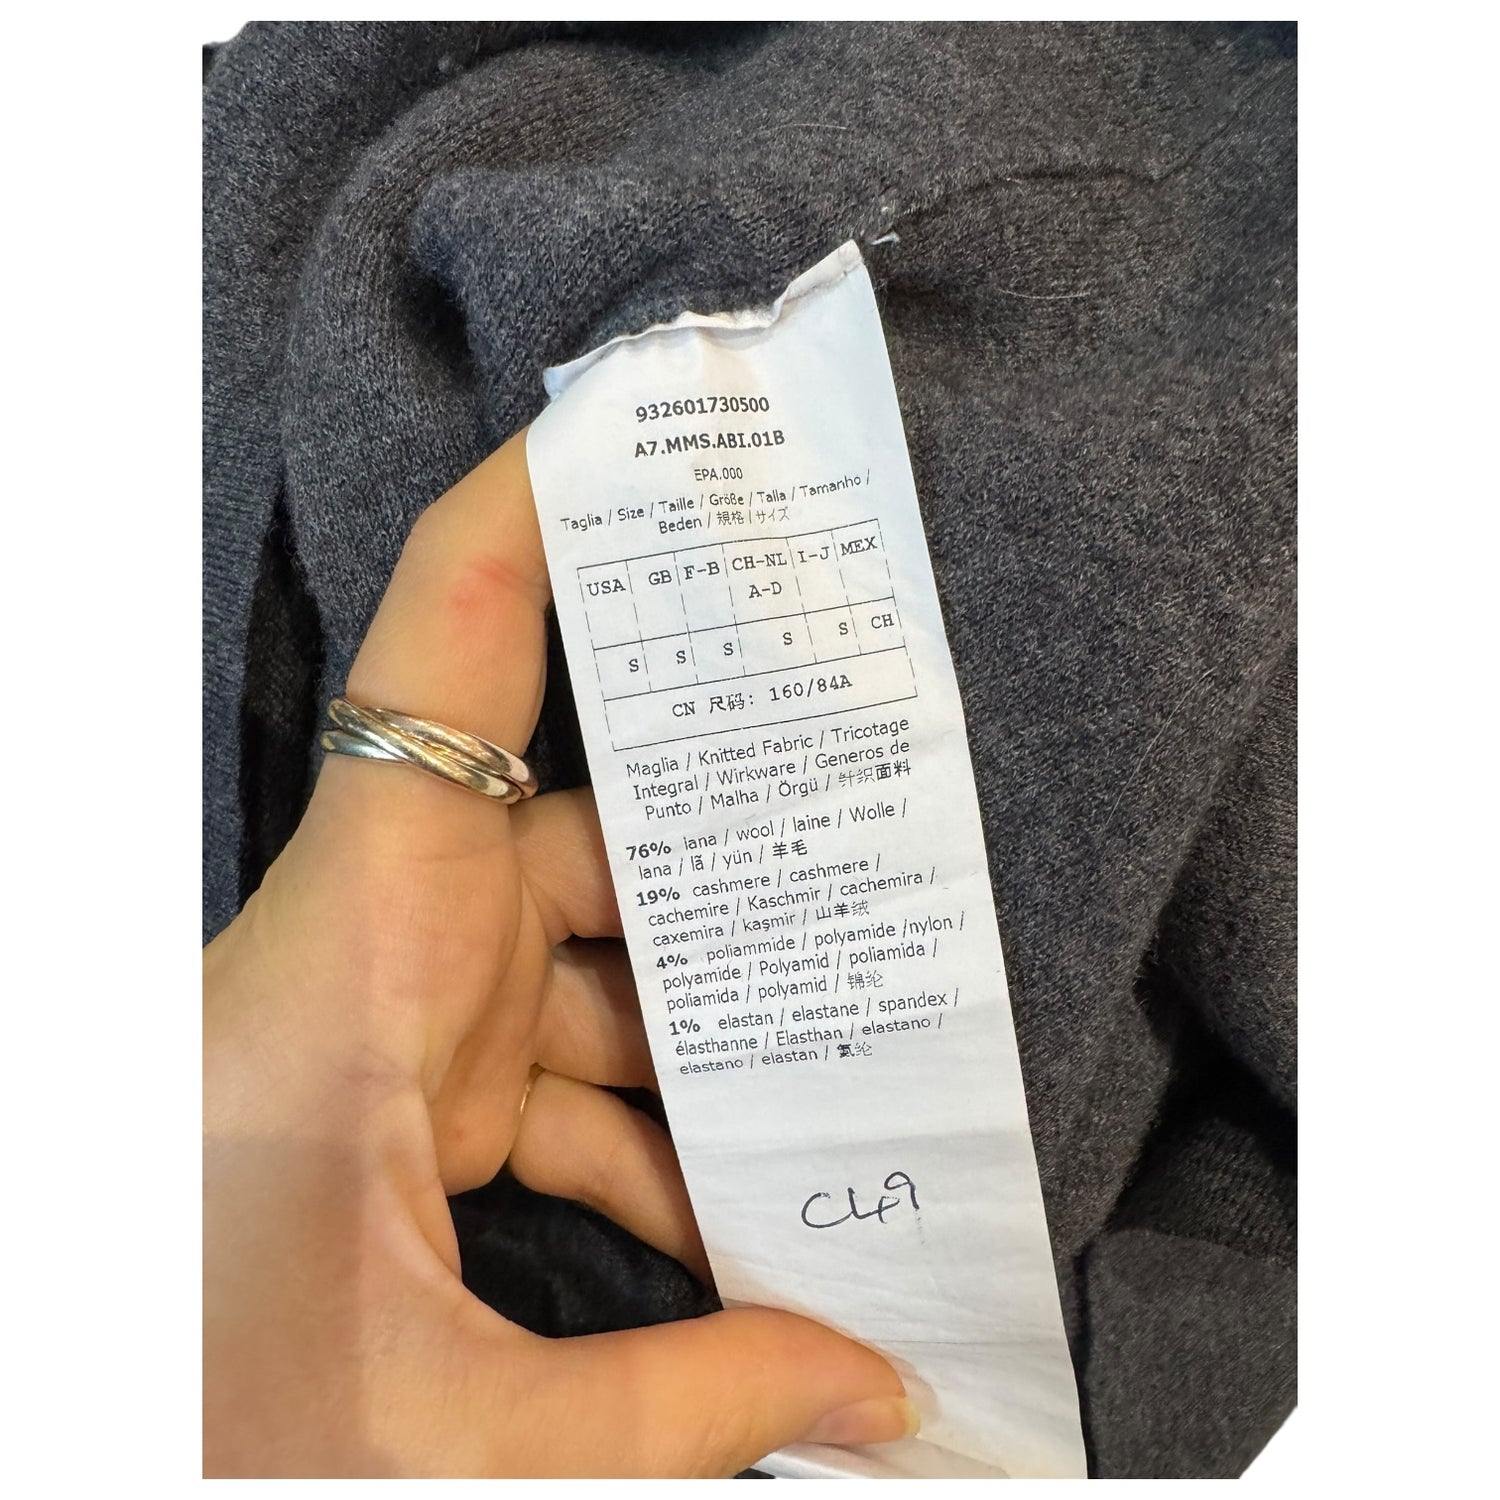 932601730500
A7.MMS.ABI.01B
EPA.000
Taglia / Size / Taille / Größe / Talla / Tamanho /
Beden / 規格 / サイズ
USA GB F-B CH-NL I-J MEX
A-D
S S S S S CH
CN 尺码: 160/84A
Maglia / Knitted Fabric / Tricotage
Integral / Wirkware / Generos de
Punto / Malha / Örgü / 针织面料
76% lana / wool / laine / Wolle /
lana / lã / yün / 羊毛
19% cashmere / cashmere /
cachemire / Kaschmir / cachemira /
caxemira / kaşmir / 山羊绒
4% poliammide / polyamide /nylon /
polyamide / Polyamid / poliamida /
poliamida / polyamid / 锦纶
1% elastan / elastane / spandex /
élasthanne / Elasthan / elastano /
elastano / elastan / 氨纶
C49